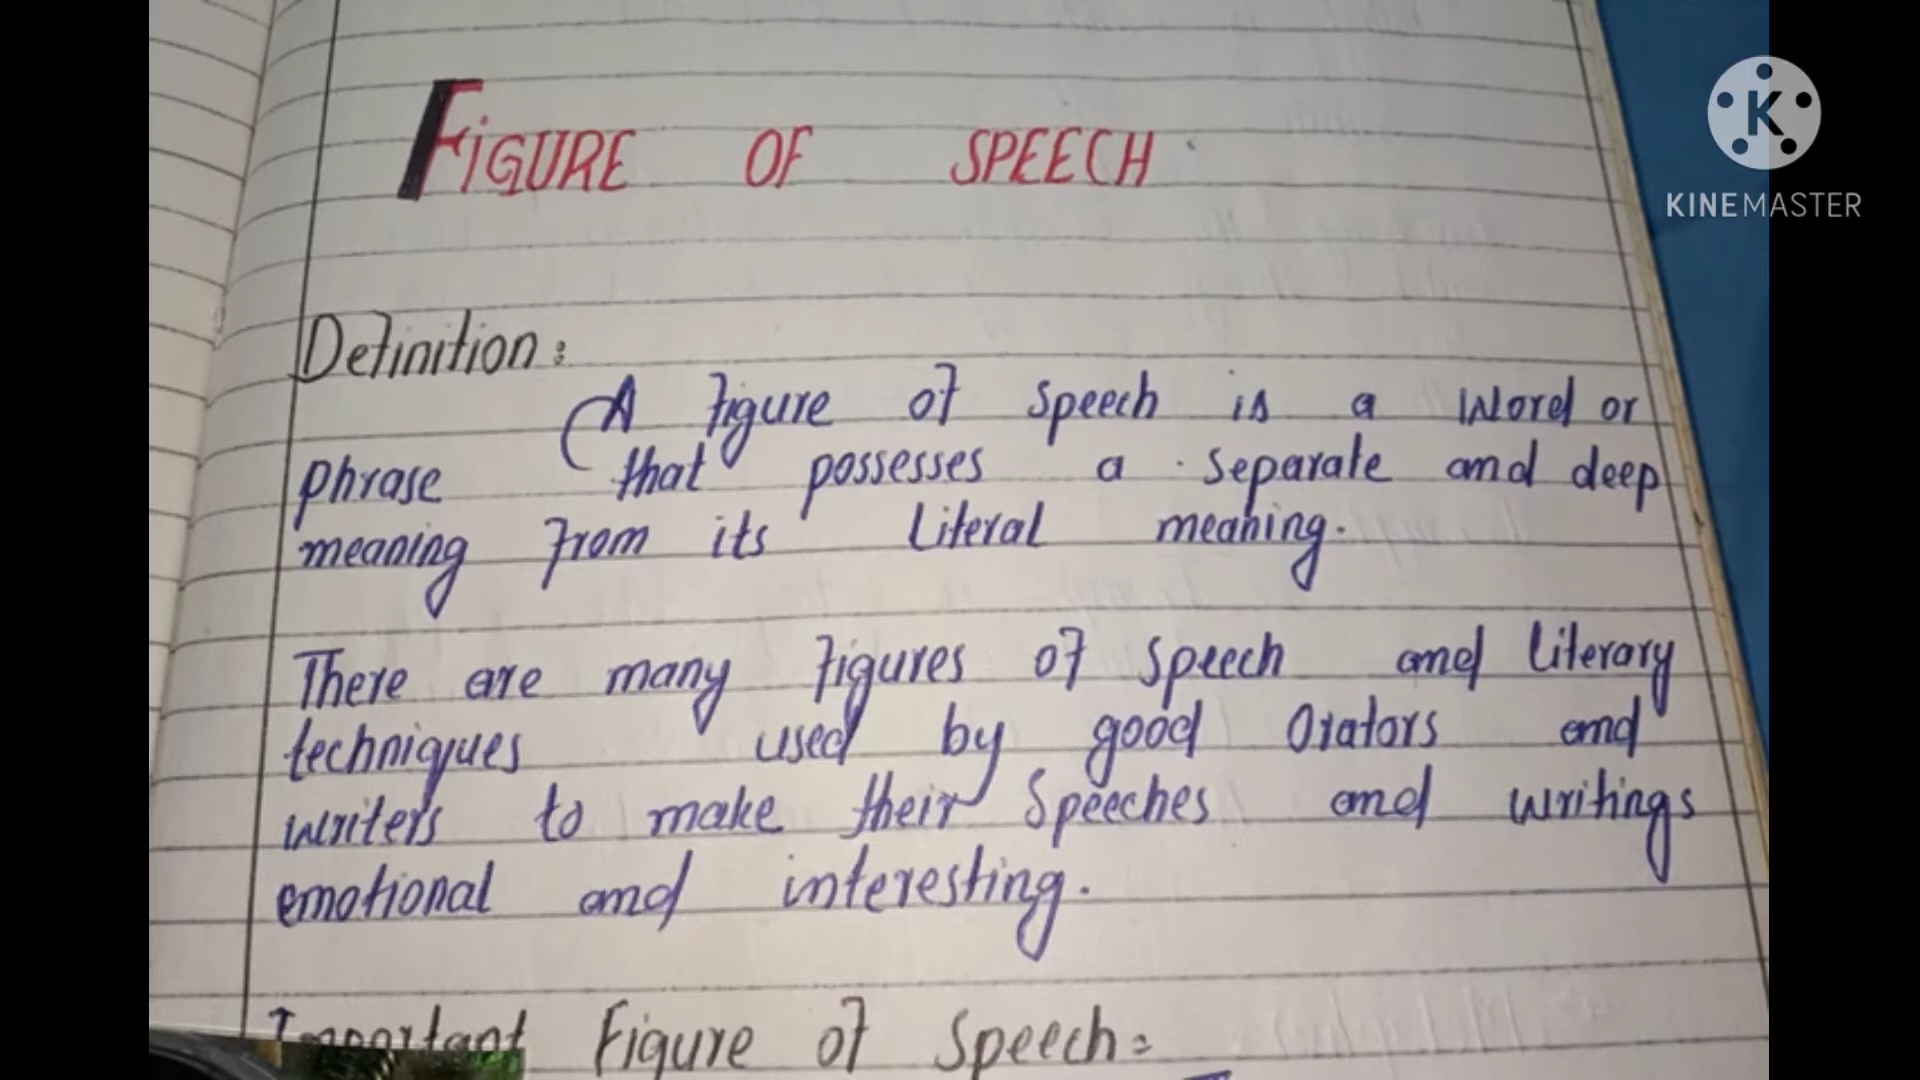 FIGURE OF SPEECH
KINEMASTER
Definition:
A figure of speech is a word or
phrase that possesses a separate and deep
meaning from its literal meaning.
There are many figures of speech and literary
techniques used by good Orators and
writers to make their speeches and writings
emotional and interesting.
Important Figure of Speech: